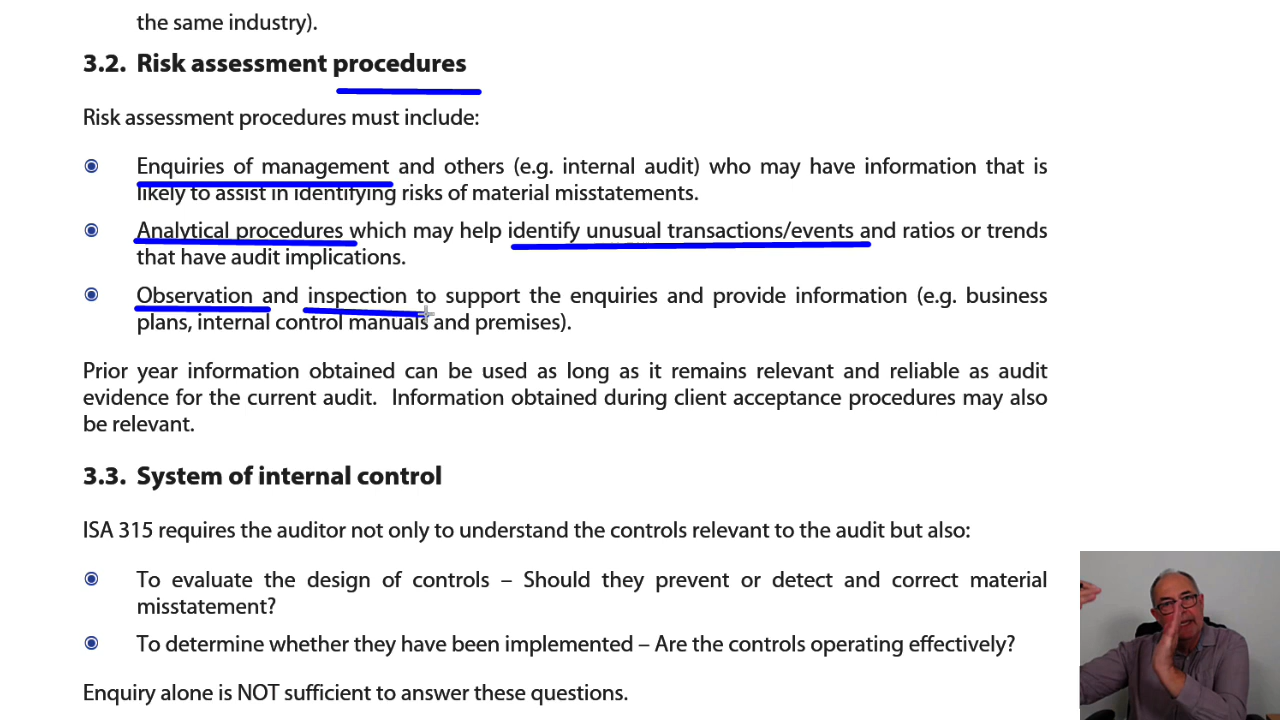 the same industry).
3.2. Risk assessment procedures
Risk assessment procedures must include:
Enquiries of management and others (e.g. internal audit) who may have information that is
likely to assist in identifying risks of material misstatements.
Analytical procedures which may help identify unusual transactions/events and ratios or trends
that have audit implications.
Observation and inspection to support the enquiries and provide information (e.g. business
plans, internal control manuals and premises).
Prior year information obtained can be used as long as it remains relevant and reliable as audit
evidence for the current audit. Information obtained during client acceptance procedures may also
be relevant.
3.3. System of internal control
ISA 315 requires the auditor not only to understand the controls relevant to the audit but also:
To evaluate the design of controls – Should they prevent or detect and correct material
misstatement?
To determine whether they have been implemented – Are the controls operating effectively?
Enquiry alone is NOT sufficient to answer these questions.